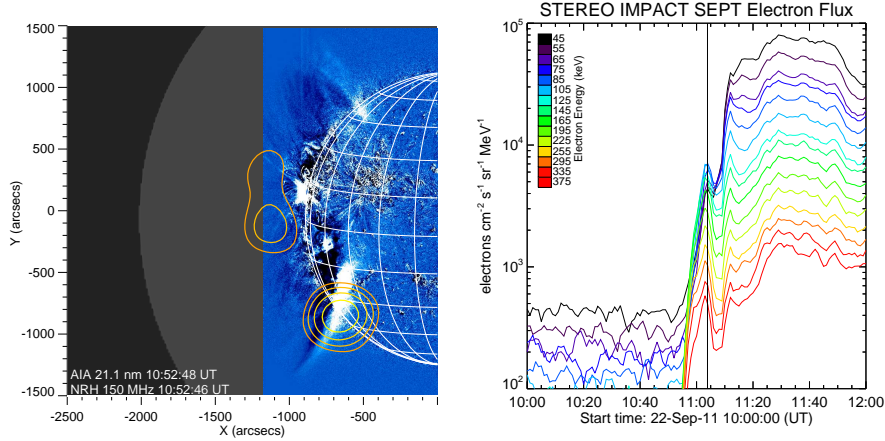 1500
1000
500
0
-500
-1000
-1500
Y (arcsecs)
AIA 21.1 nm 10:52:48 UT
NRH 150 MHz 10:52:46 UT
-2500 -2000 -1500 -1000 -500
X (arcsecs)
STEREO IMPACT SEPT Electron Flux
10^5
10^4
10^3
10^2
electrons cm^-2 s^-1 sr^-1 MeV^-1
45
55
65
75
85
105
125
145
165
195
225
255
295
335
375
Electron Energy (keV)
10:00 10:20 10:40 11:00 11:20 11:40 12:00
Start time: 22-Sep-11 10:00:00 (UT)